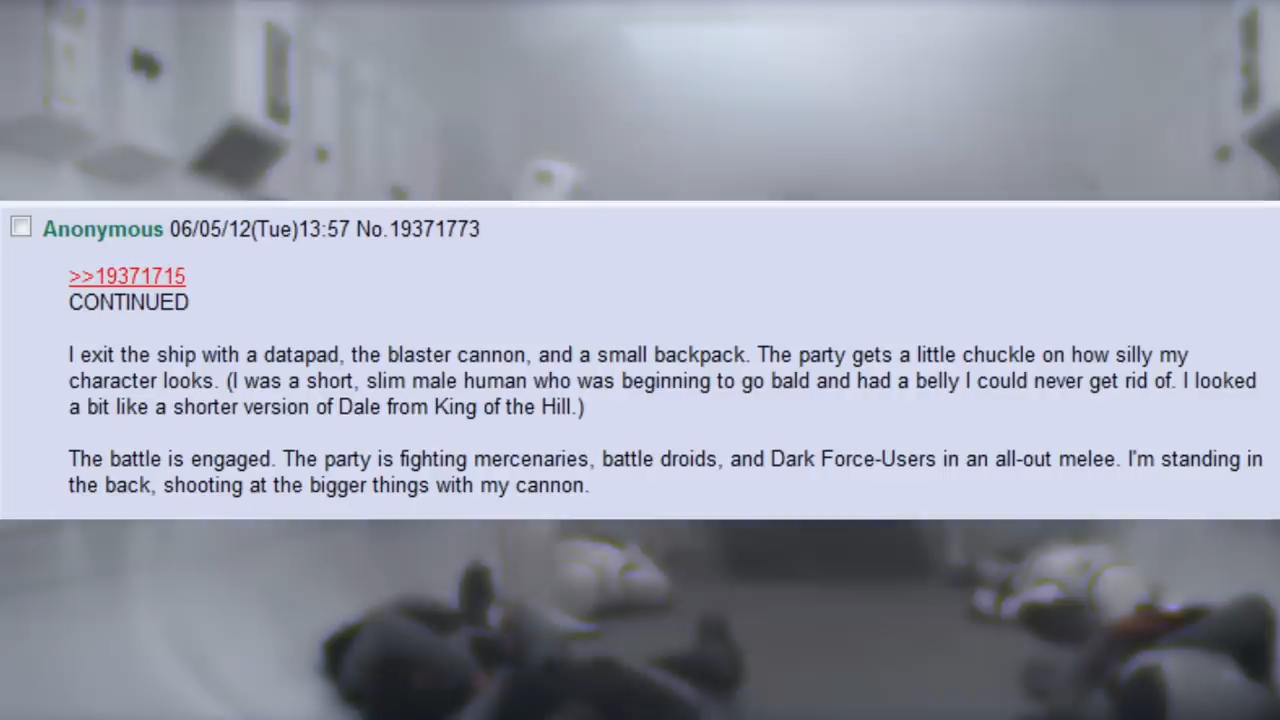 Anonymous 06/05/12(Tue)13:57 No.19371773
>>19371715
CONTINUED
I exit the ship with a datapad, the blaster cannon, and a small backpack. The party gets a little chuckle on how silly my
character looks. (I was a short, slim male human who was beginning to go bald and had a belly I could never get rid of. I looked
a bit like a shorter version of Dale from King of the Hill.)
The battle is engaged. The party is fighting mercenaries, battle droids, and Dark Force-Users in an all-out melee. I'm standing in
the back, shooting at the bigger things with my cannon.